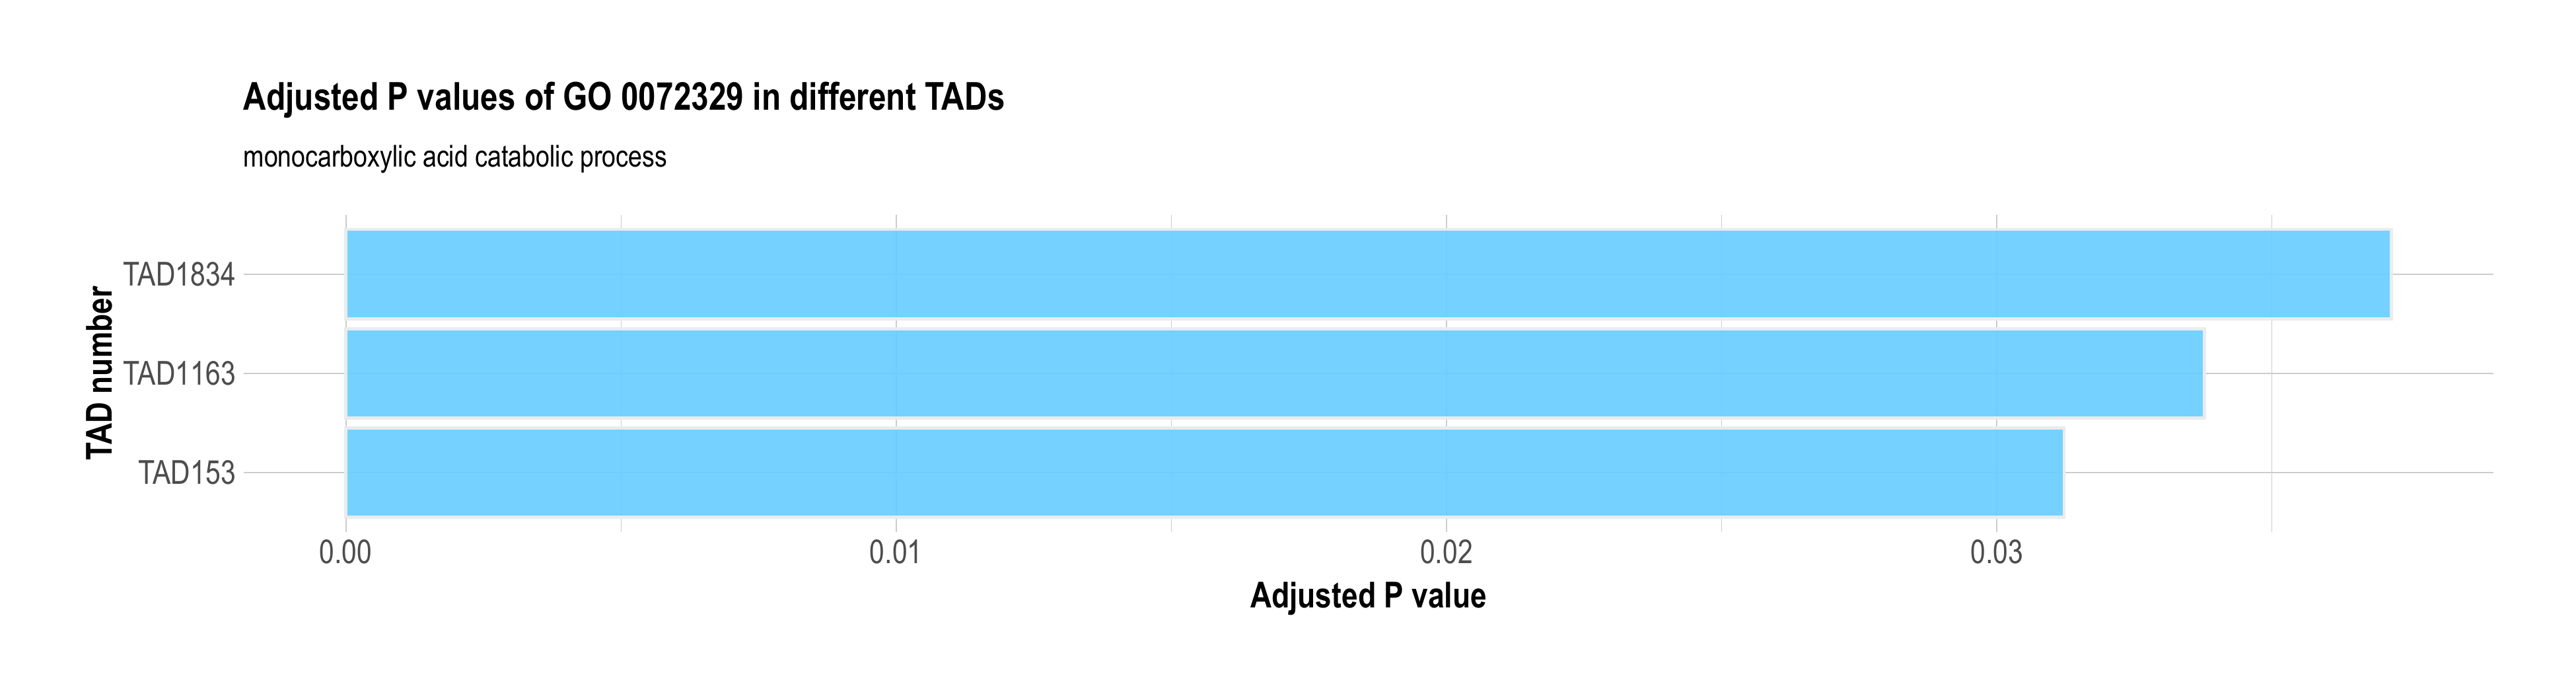 Adjusted P values of GO 0072329 in different TADs
monocarboxylic acid catabolic process
TAD number
TAD1834
TAD1163
TAD153
0.00 0.01 0.02 0.03
Adjusted P value